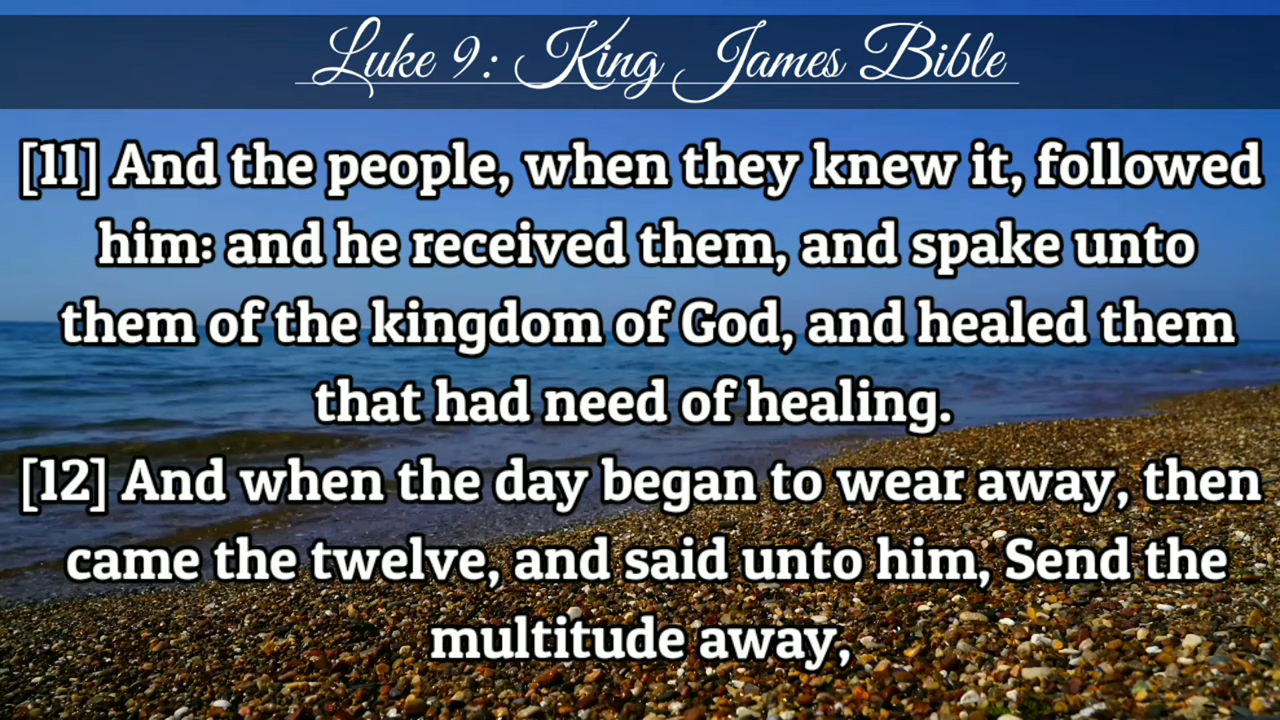 Luke 9: King James Bible
[11] And the people, when they knew it, followed
him: and he received them, and spake unto
them of the kingdom of God, and healed them
that had need of healing.
[12] And when the day began to wear away, then
came the twelve, and said unto him, Send the
multitude away,